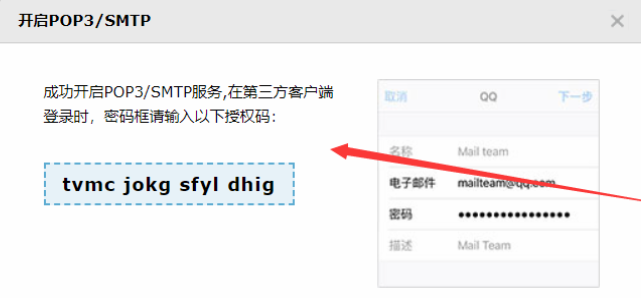 开启POP3/SMTP
成功开启POP3/SMTP服务,在第三方客户端
登录时，密码框请输入以下授权码：
tvmc jokg sfyl dhig
取消 QQ 下一步
名称 Mail team
电子邮件 mailteam@qq.com
密码 ••••••••••••••••
描述 Mail Team